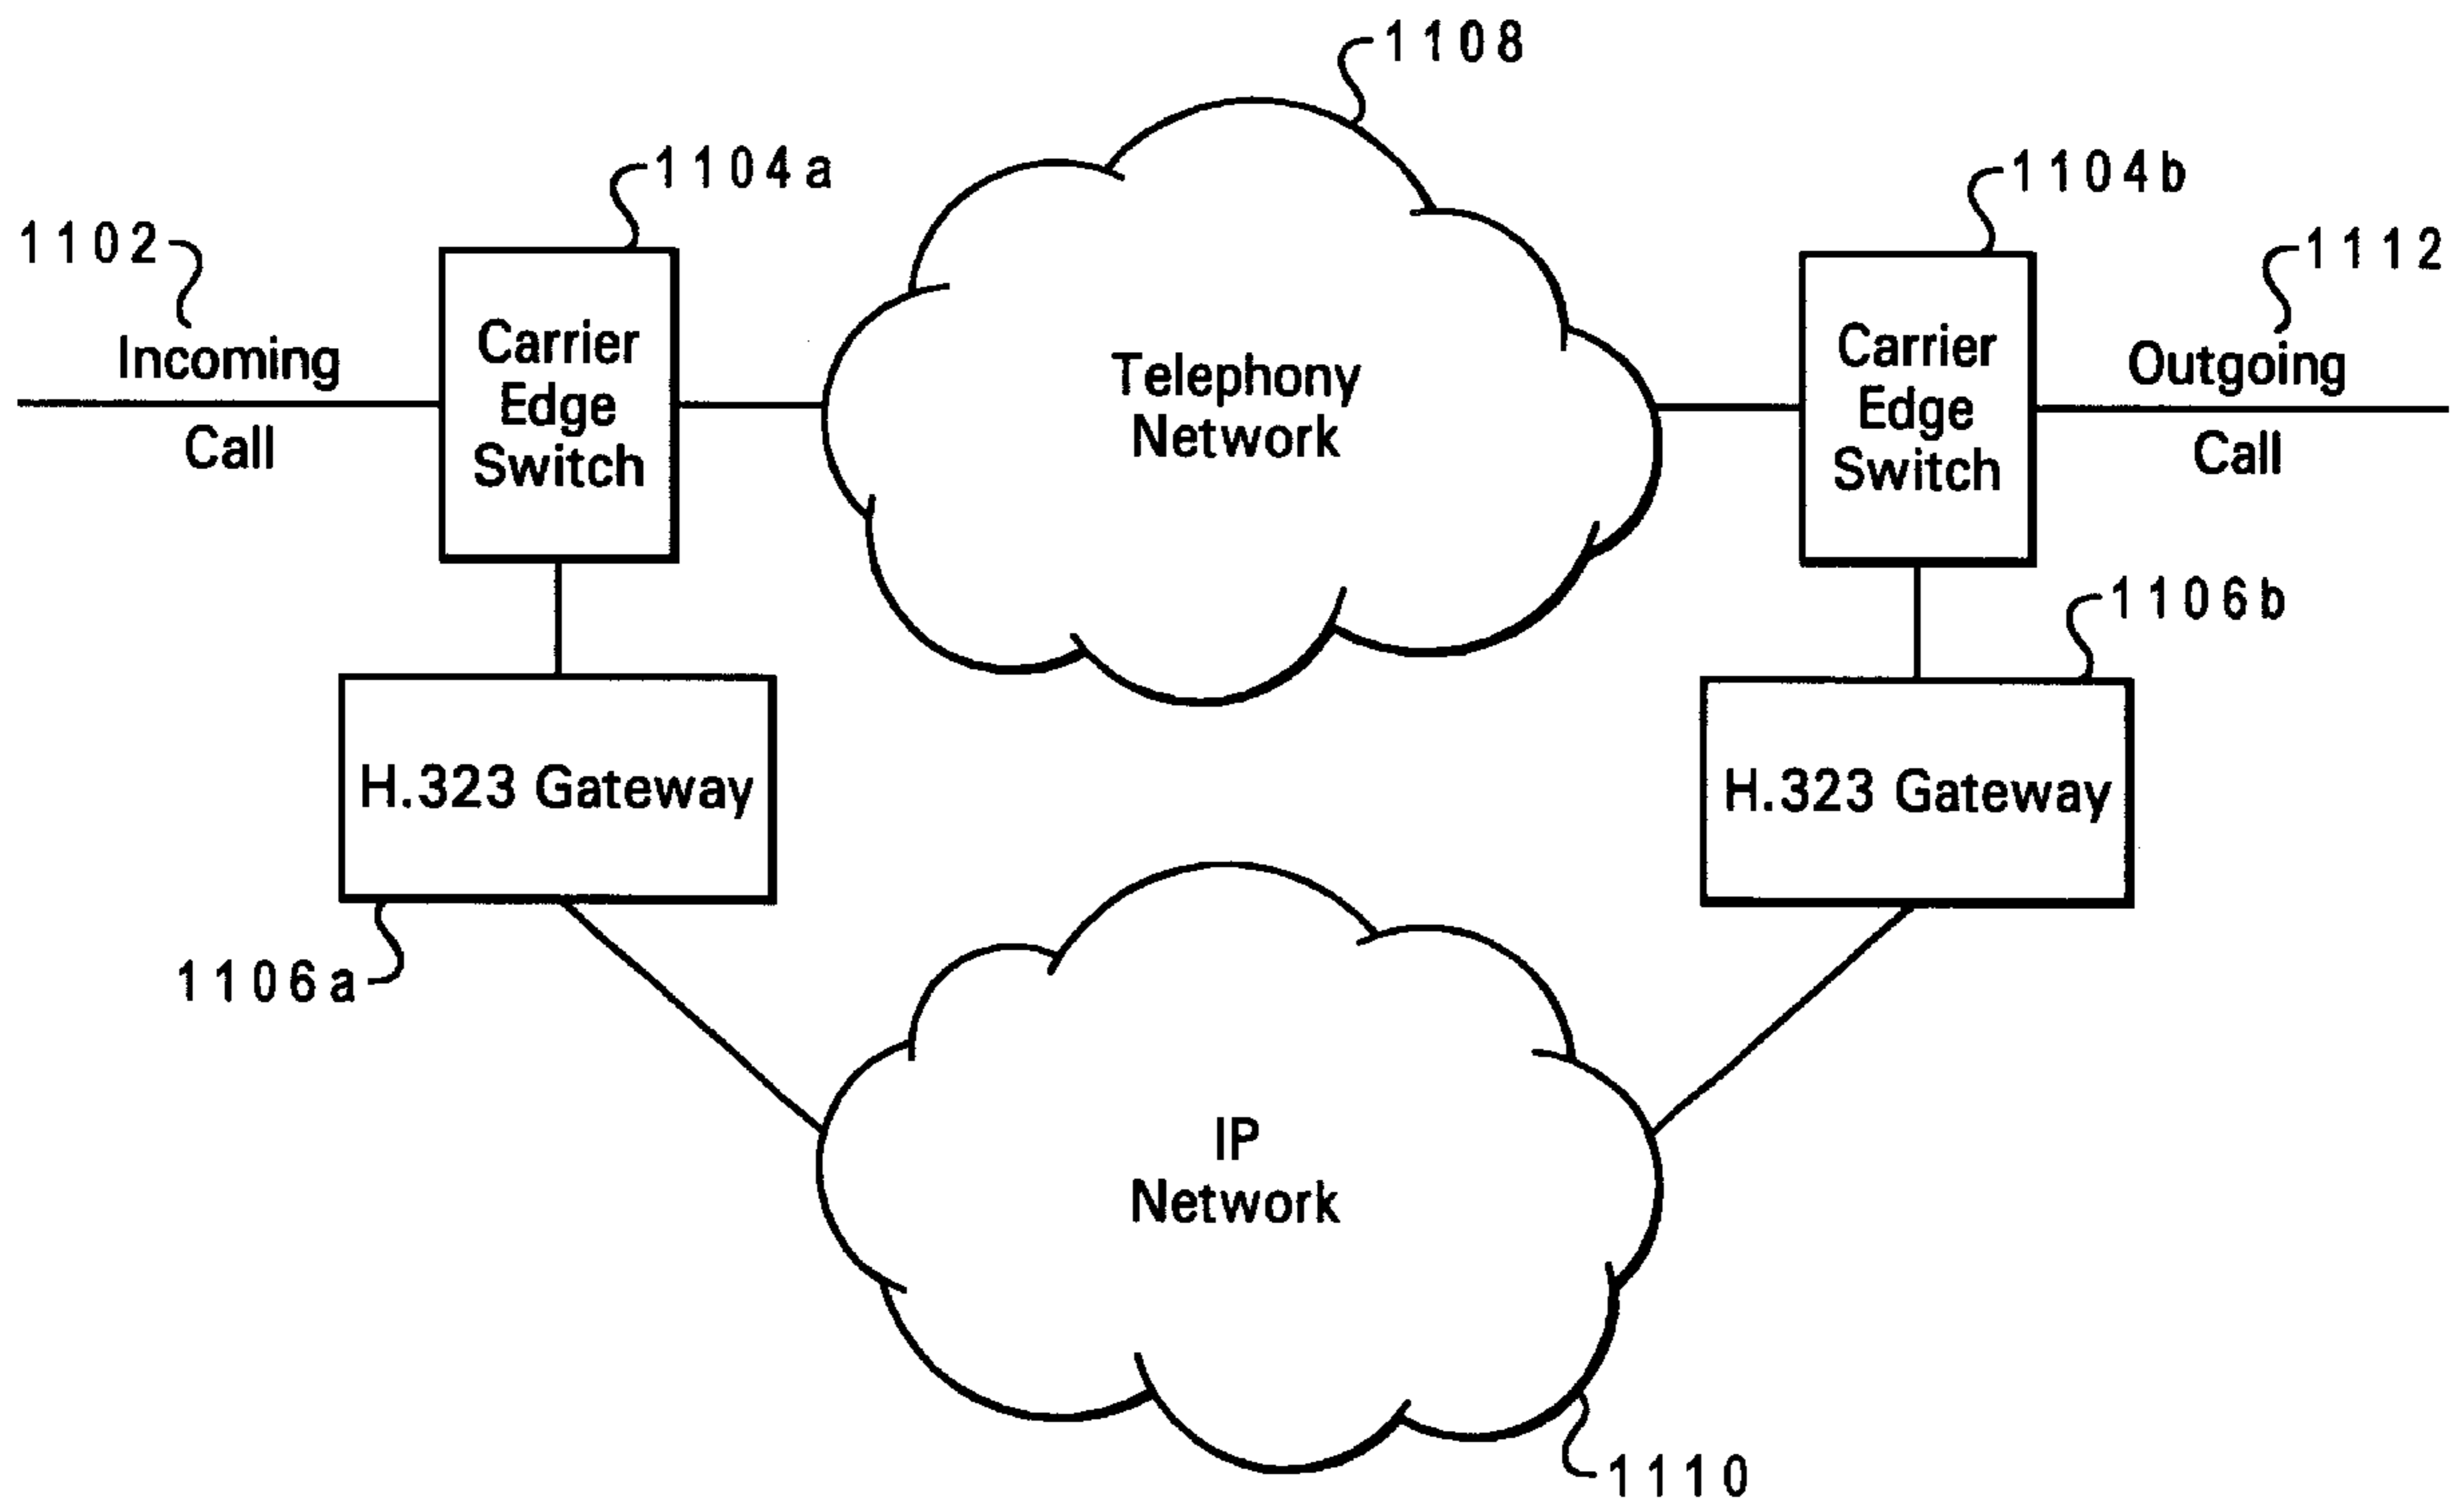 1108
1104a
1104b
1102
1112
Incoming
Call
Carrier
Edge
Switch
Telephony
Network
Carrier
Edge
Switch
Outgoing
Call
1106b
H.323 Gateway
H.323 Gateway
1106a
IP
Network
1110